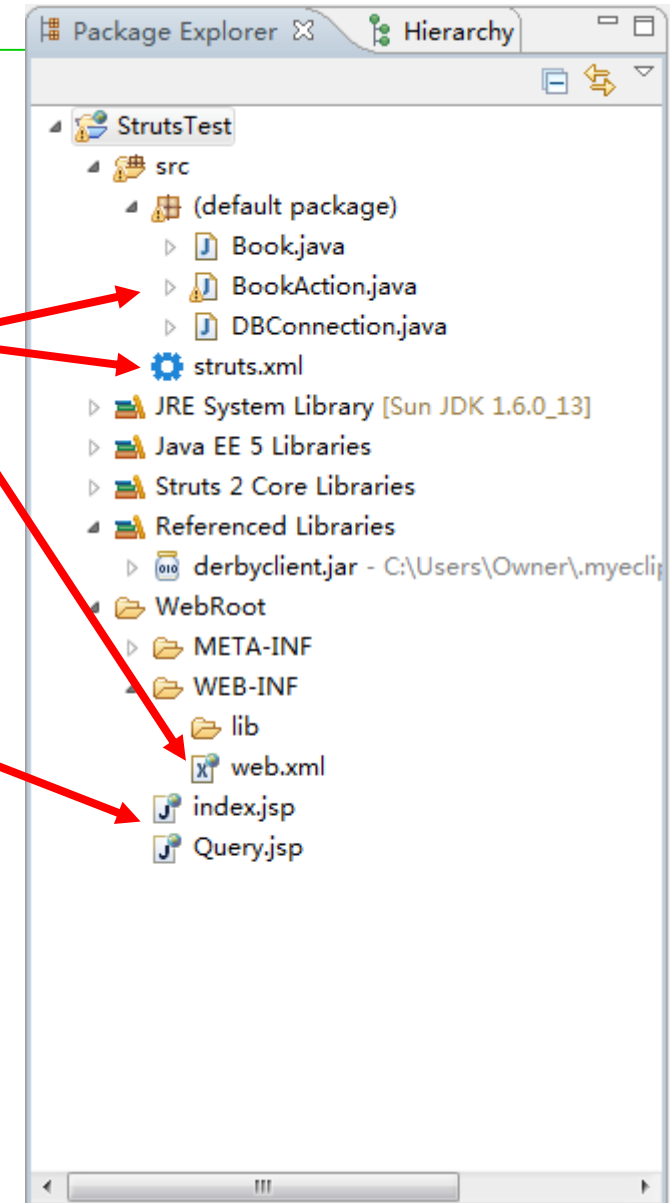 Package Explorer Hierarchy
StrutsTest
src
(default package)
Book.java
BookAction.java
DBConnection.java
struts.xml
JRE System Library [Sun JDK 1.6.0_13]
Java EE 5 Libraries
Struts 2 Core Libraries
Referenced Libraries
derbyclient.jar - C:\Users\Owner\.myeclip
WebRoot
META-INF
WEB-INF
lib
web.xml
index.jsp
Query.jsp